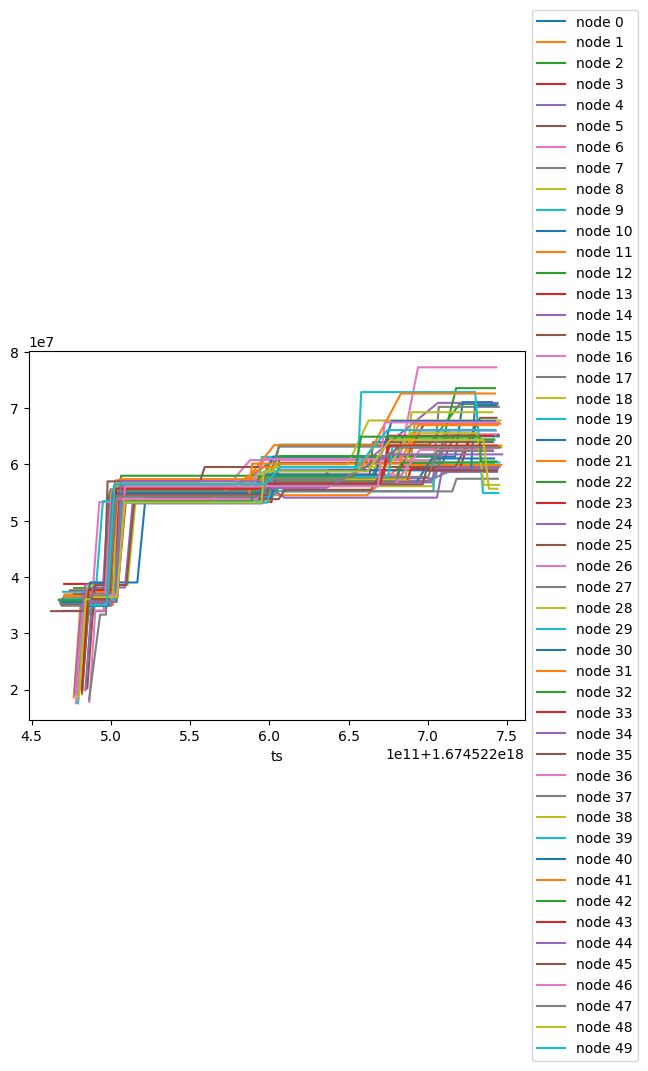 1e7
8
7
6
5
4
3
2
4.5 5.0 5.5 6.0 6.5 7.0 7.5
ts
1e11+1.674522e18
node 0
node 1
node 2
node 3
node 4
node 5
node 6
node 7
node 8
node 9
node 10
node 11
node 12
node 13
node 14
node 15
node 16
node 17
node 18
node 19
node 20
node 21
node 22
node 23
node 24
node 25
node 26
node 27
node 28
node 29
node 30
node 31
node 32
node 33
node 34
node 35
node 36
node 37
node 38
node 39
node 40
node 41
node 42
node 43
node 44
node 45
node 46
node 47
node 48
node 49